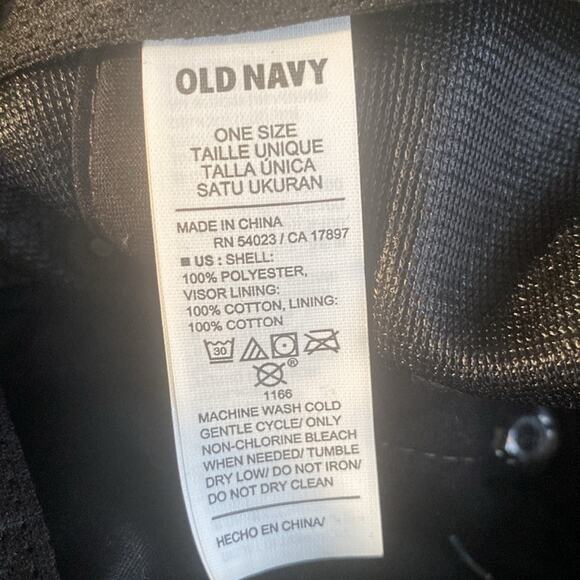 OLD NAVY
ONE SIZE
TAILLE UNIQUE
TALLA ÚNICA
SATU UKURAN
MADE IN CHINA
RN 54023 / CA 17897
■ US : SHELL:
100% POLYESTER,
VISOR LINING:
100% COTTON, LINING:
100% COTTON
30
®
1166
MACHINE WASH COLD
GENTLE CYCLE/ ONLY
NON-CHLORINE BLEACH
WHEN NEEDED/ TUMBLE
DRY LOW/ DO NOT IRON/
DO NOT DRY CLEAN
HECHO EN CHINA/